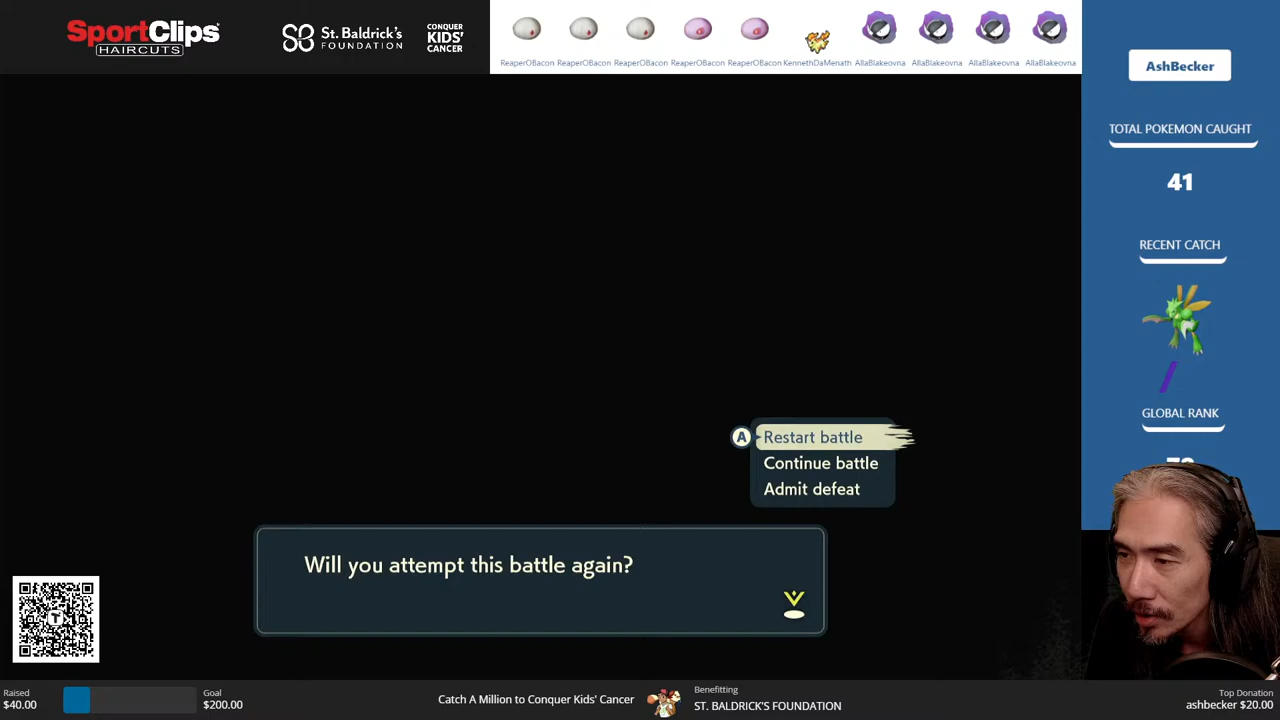 SportClips
HAIRCUTS
St. Baldrick's
FOUNDATION
CONQUER
KIDS'
CANCER
ReaperOBacon ReaperOBacon ReaperOBacon ReaperOBacon ReaperOBacon KennethDaMenath AllaBlakeovna AllaBlakeovna AllaBlakeovna AllaBlakeovna
AshBecker
TOTAL POKEMON CAUGHT
41
RECENT CATCH
GLOBAL RANK
A Restart battle
Continue battle
Admit defeat
Will you attempt this battle again?
Raised
$40.00
Goal
$200.00
Catch A Million to Conquer Kids' Cancer
Benefitting
ST. BALDRICK'S FOUNDATION
Top Donation
ashbecker $20.00